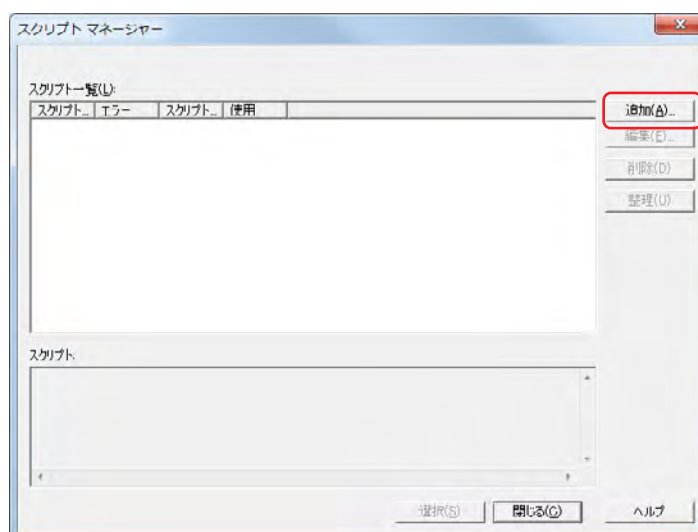 スクリプト マネージャー
スクリプト一覧(L):
スクリプト... エラー スクリプト... 使用
追加(A)...
編集(E)...
削除(D)
整理(U)
スクリプト:
選択(S) 閉じる(C) ヘルプ